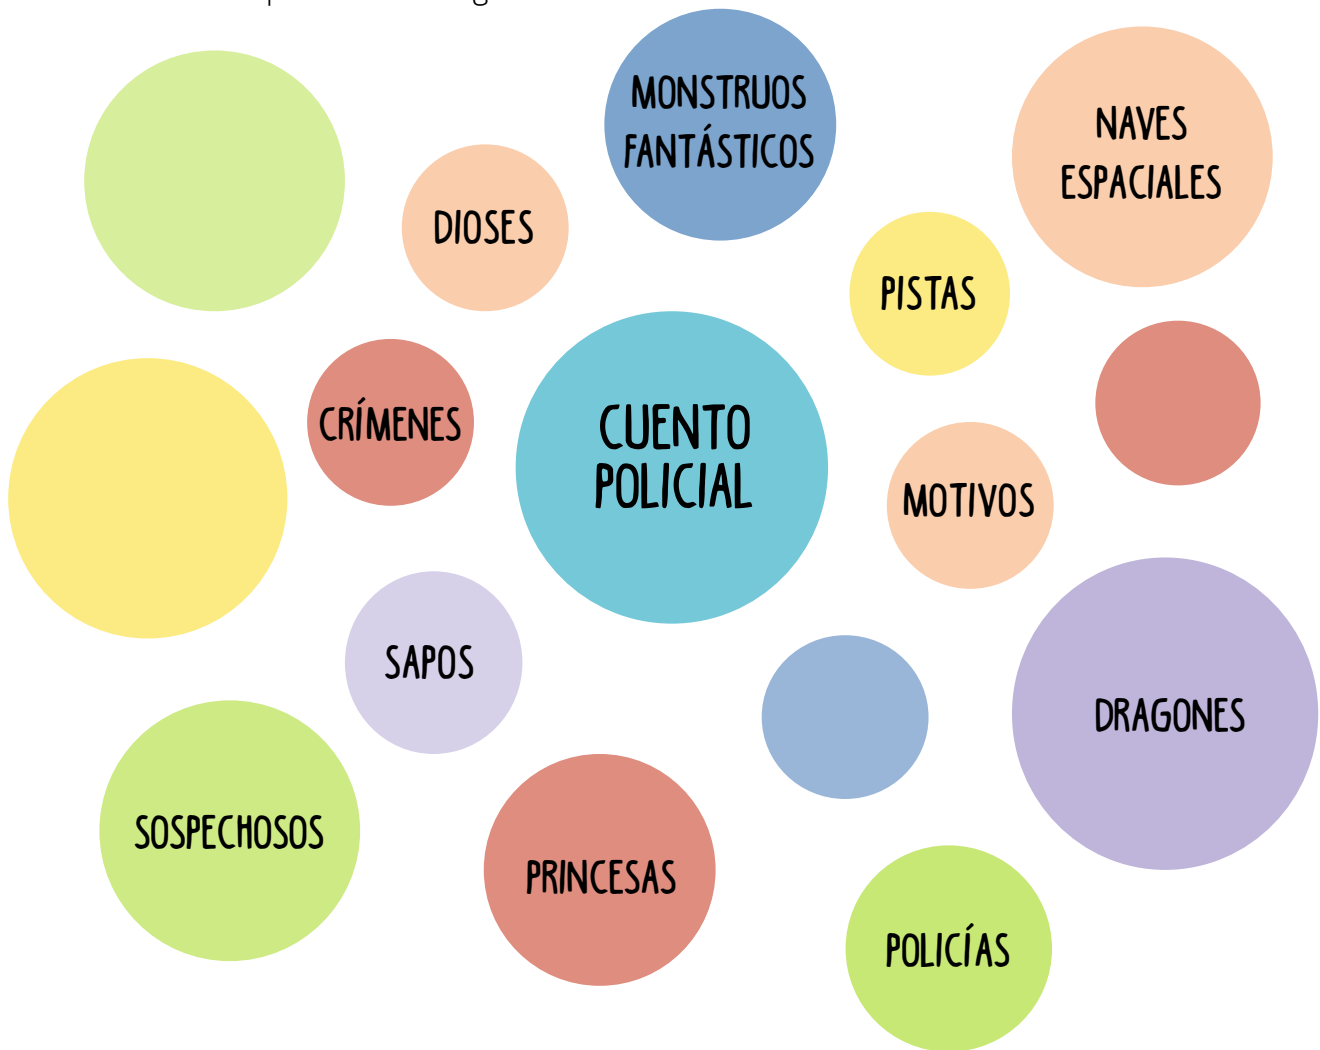 MONSTRUOS
FANTÁSTICOS
NAVES
ESPACIALES
DIOSES
PISTAS
CRÍMENES
CUENTO
POLICIAL
MOTIVOS
SAPOS
DRAGONES
SOSPECHOSOS
PRINCESAS
POLICÍAS